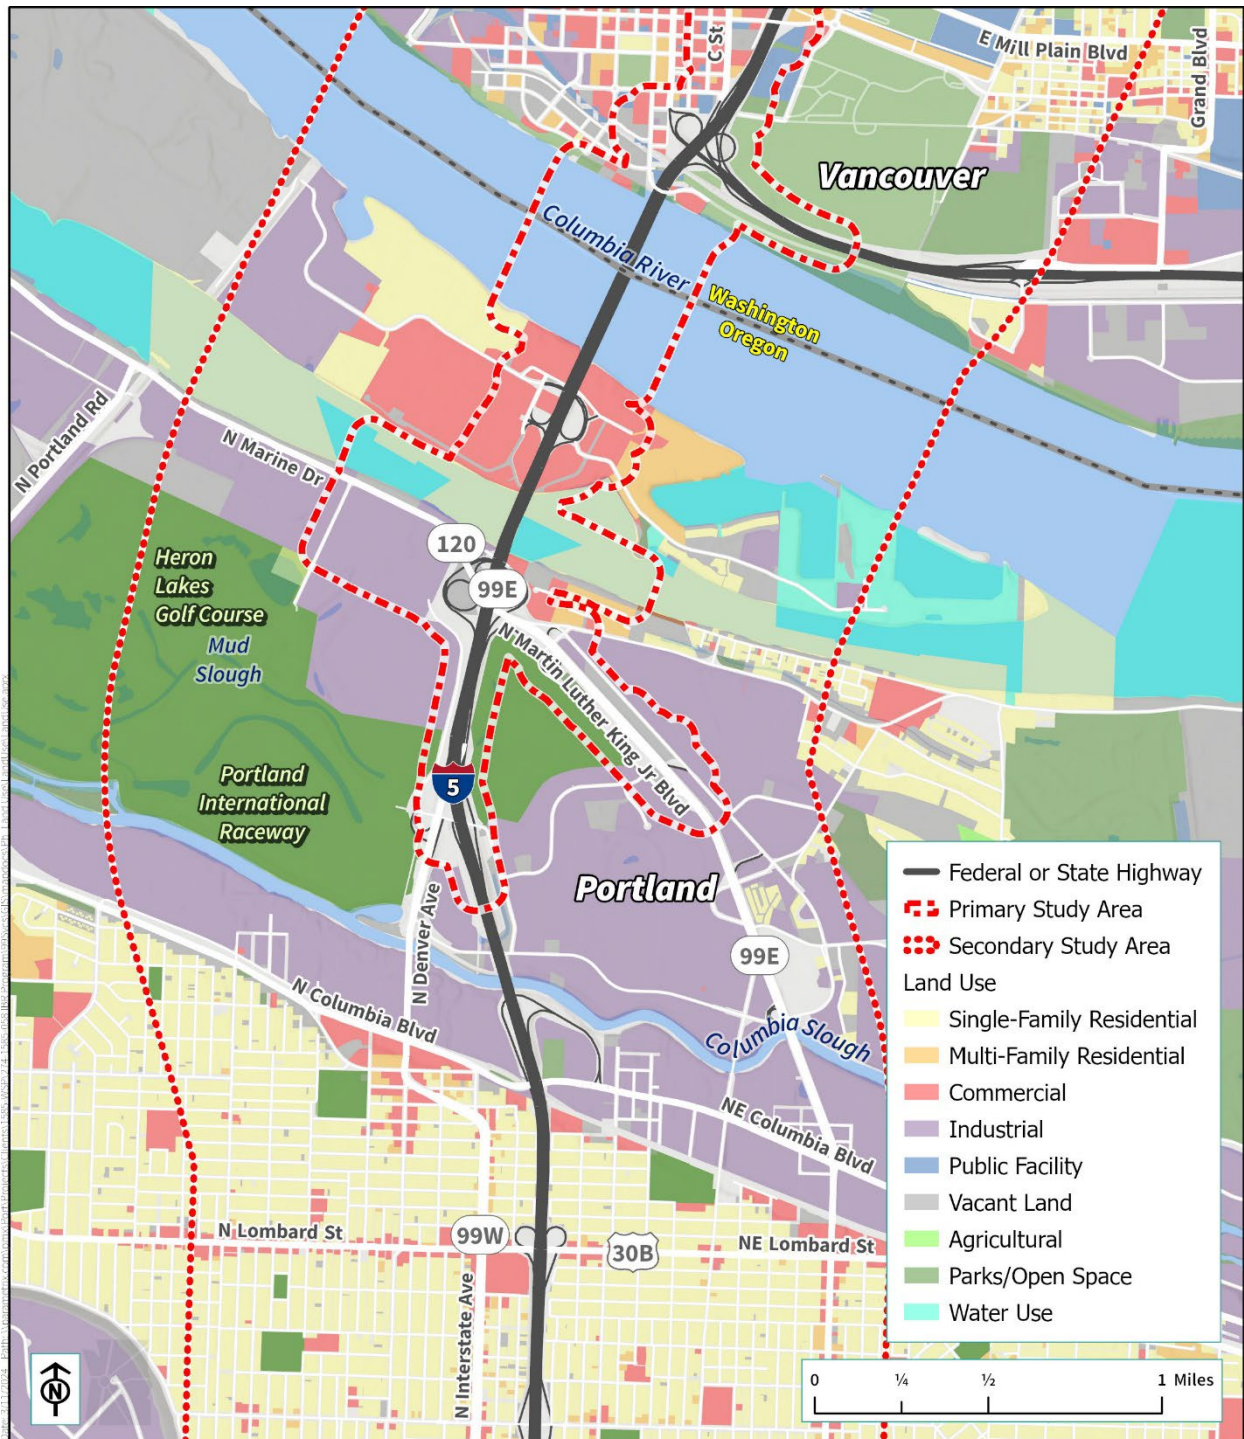 C St
E Mill Plain Blvd
Grand Blvd
Vancouver
Columbia River
Washington
Oregon
N Portland Rd
N Marine Dr
120
99E
Heron
Lakes
Golf Course
Mud
Slough
N Martin Luther King Jr Blvd
Portland
International
Raceway
5
Portland
N Denver Ave
99E
N Columbia Blvd
Columbia Slough
NE Columbia Blvd
N Lombard St
99W
30B
NE Lombard St
N Interstate Ave
Federal or State Highway
Primary Study Area
Secondary Study Area
Land Use
Single-Family Residential
Multi-Family Residential
Commercial
Industrial
Public Facility
Vacant Land
Agricultural
Parks/Open Space
Water Use
0 ¼ ½ 1 Miles
N
Date: 3/11/2024